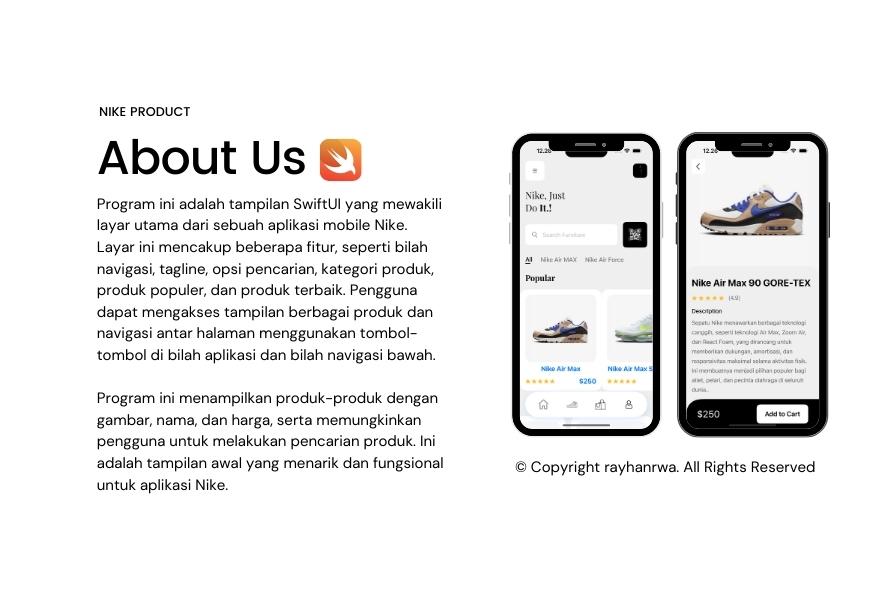 NIKE PRODUCT
About Us
Program ini adalah tampilan SwiftUI yang mewakili
layar utama dari sebuah aplikasi mobile Nike.
Layar ini mencakup beberapa fitur, seperti bilah
navigasi, tagline, opsi pencarian, kategori produk,
produk populer, dan produk terbaik. Pengguna
dapat mengakses tampilan berbagai produk dan
navigasi antar halaman menggunakan tombol-
tombol di bilah aplikasi dan bilah navigasi bawah.
Program ini menampilkan produk-produk dengan
gambar, nama, dan harga, serta memungkinkan
pengguna untuk melakukan pencarian produk. Ini
adalah tampilan awal yang menarik dan fungsional
untuk aplikasi Nike.
12.26
Nike, Just
Do It.!
Search Furniture
All Nike Air MAX Nike Air Force
Popular
Nike Air Max
$250
Nike Air Max S
12.26
Nike Air Max 90 GORE-TEX
(4.9)
Description
Sepatu Nike menawarkan berbagai teknologi
canggih, seperti teknologi Air Max, Zoom Air,
dan React Foam, yang dirancang untuk
memberikan dukungan, amortisasi, dan
responsivitas maksimal selama aktivitas fisik.
Ini membuatnya menjadi pilihan populer bagi
atlet, pelari, dan pecinta olahraga di seluruh
dunia.
$250
Add to Cart
© Copyright rayhanrwa. All Rights Reserved